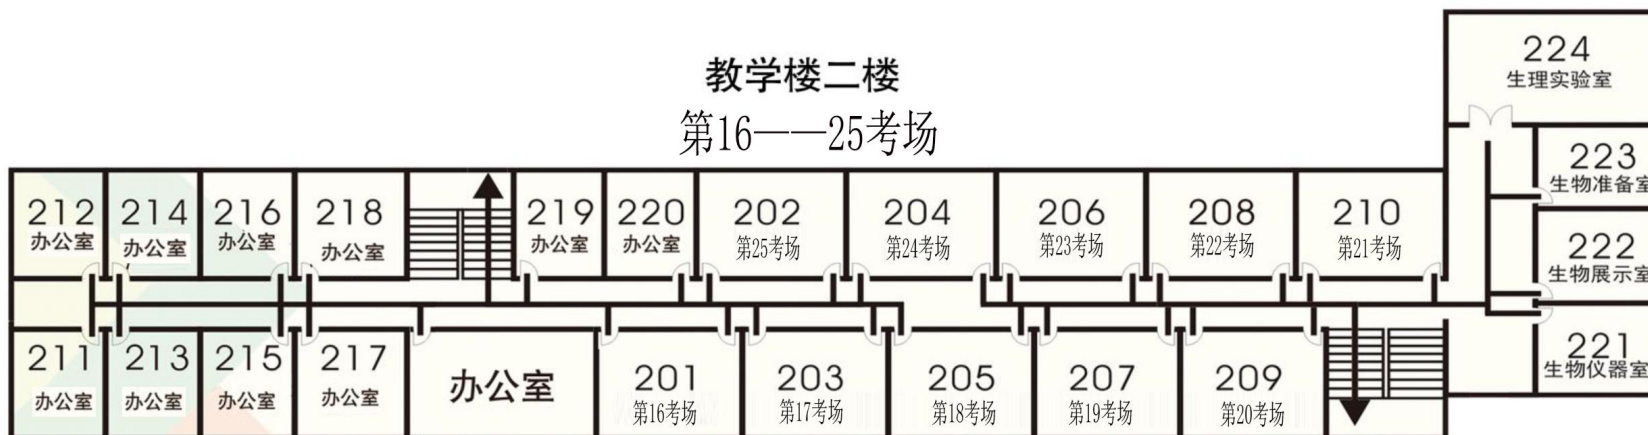 教学楼二楼
第16——25考场
224
生理实验室
223
生物准备室
222
生物展示室
221
生物仪器室
212
办公室
214
办公室
216
办公室
218
办公室
219
办公室
220
办公室
202
第25考场
204
第24考场
206
第23考场
208
第22考场
210
第21考场
211
办公室
213
办公室
215
办公室
217
办公室
办公室
201
第16考场
203
第17考场
205
第18考场
207
第19考场
209
第20考场